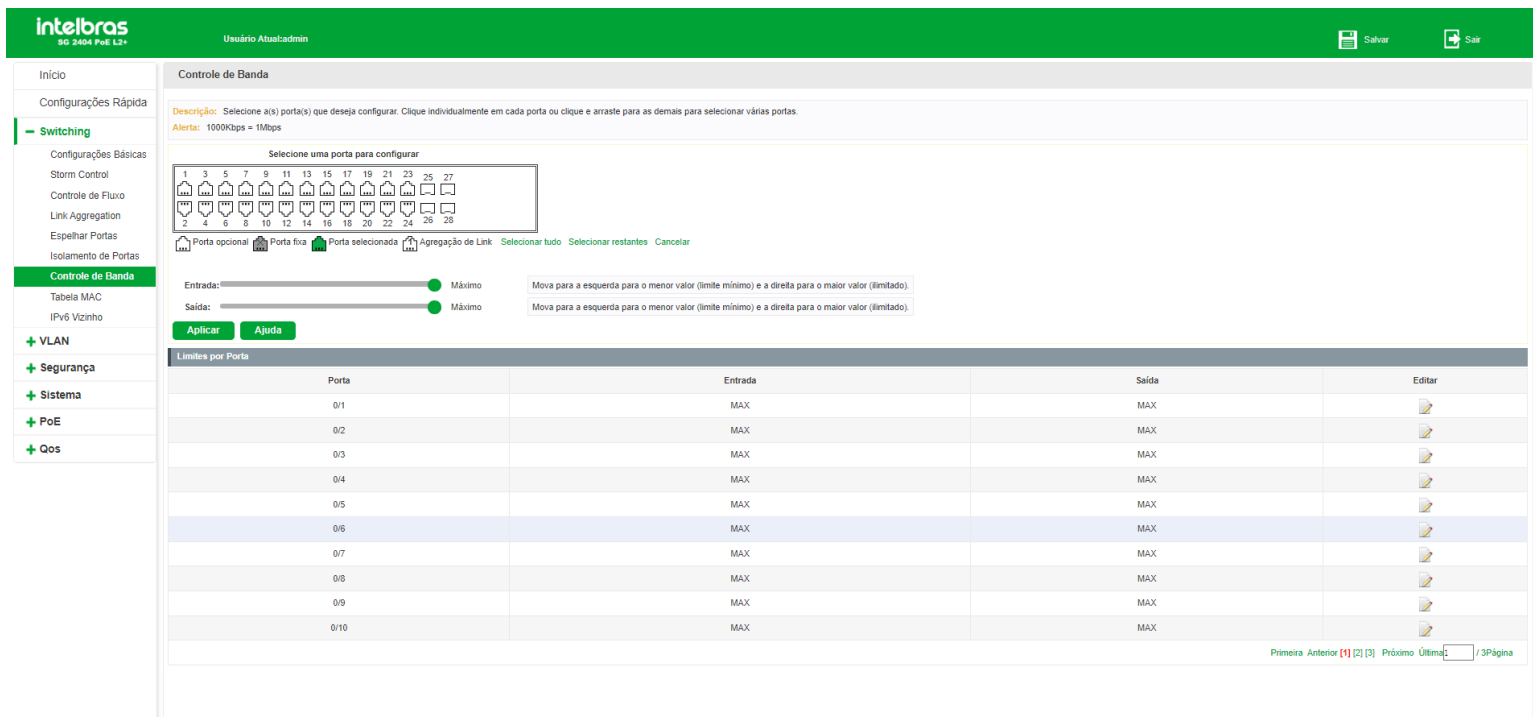 intelbras
SG 2404 PoE L2+
Usuário Atual:admin
Salvar
Sair
Início
Configurações Rápida
Switching
Configurações Básicas
Storm Control
Controle de Fluxo
Link Aggregation
Espelhar Portas
Isolamento de Portas
Controle de Banda
Tabela MAC
IPv6 Vizinho
VLAN
Segurança
Sistema
PoE
Qos
Controle de Banda
Descrição: Selecione a(s) porta(s) que deseja configurar. Clique individualmente em cada porta ou clique e arraste para as demais para selecionar várias portas.
Alerta: 1000Kbps = 1Mbps
Selecione uma porta para configurar
1 3 5 7 9 11 13 15 17 19 21 23 25 27
2 4 6 8 10 12 14 16 18 20 22 24 26 28
Porta opcional Porta fixa Porta selecionada 1 Agregação de Link Selecionar tudo Selecionar restantes Cancelar
Entrada: Máximo Mova para a esquerda para o menor valor (limite mínimo) e a direita para o maior valor (ilimitado).
Saída: Máximo Mova para a esquerda para o menor valor (limite mínimo) e a direita para o maior valor (ilimitado).
Aplicar Ajuda
Limites por Porta
Porta Entrada Saída Editar
0/1 MAX MAX
0/2 MAX MAX
0/3 MAX MAX
0/4 MAX MAX
0/5 MAX MAX
0/6 MAX MAX
0/7 MAX MAX
0/8 MAX MAX
0/9 MAX MAX
0/10 MAX MAX
Primeira Anterior [1] [2] [3] Próximo Última 1 / 3Página